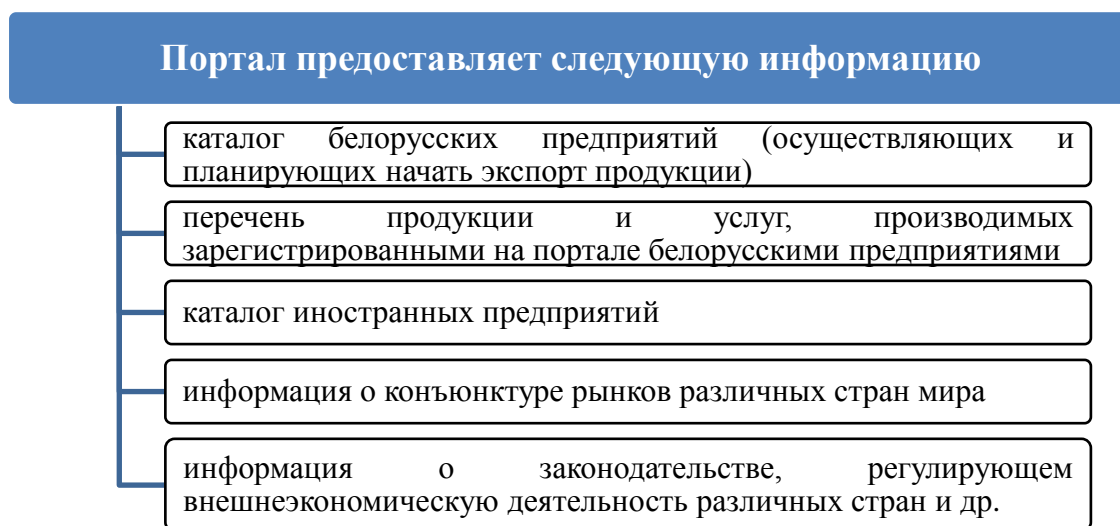 Портал предоставляет следующую информацию
каталог белорусских предприятий (осуществляющих и
планирующих начать экспорт продукции)
перечень продукции и услуг, производимых
зарегистрированными на портале белорусскими предприятиями
каталог иностранных предприятий
информация о конъюнктуре рынков различных стран мира
информация о законодательстве, регулирующем
внешнеэкономическую деятельность различных стран и др.